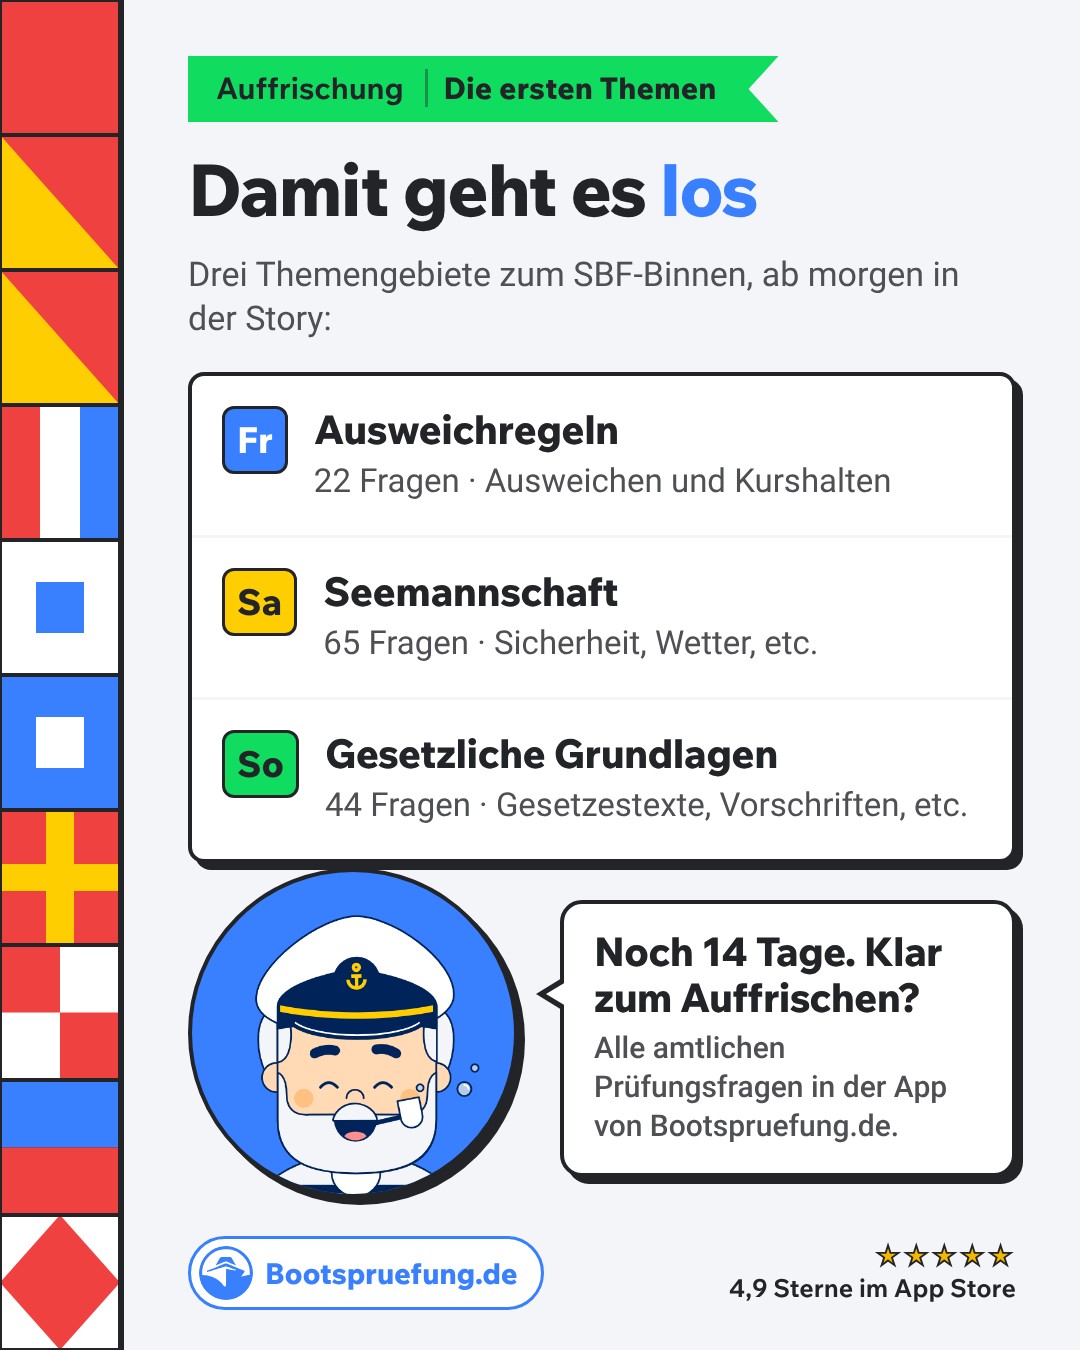 Auffrischung | Die ersten Themen
Damit geht es los
Drei Themengebiete zum SBF-Binnen, ab morgen in
der Story:
Fr
Ausweichregeln
22 Fragen · Ausweichen und Kurshalten
Sa
Seemannschaft
65 Fragen · Sicherheit, Wetter, etc.
So
Gesetzliche Grundlagen
44 Fragen · Gesetzestexte, Vorschriften, etc.
Noch 14 Tage. Klar
zum Auffrischen?
Alle amtlichen
Prüfungsfragen in der App
von Bootspruefung.de.
Bootspruefung.de
★★★★★
4,9 Sterne im App Store